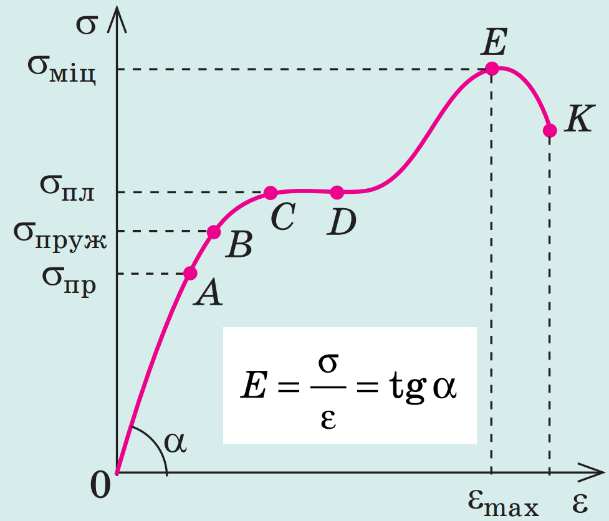 σ
E
σміц
K
σпл
C
D
σпруж
B
σпр
A
E = σ/ε = tg α
α
0
εmax
ε